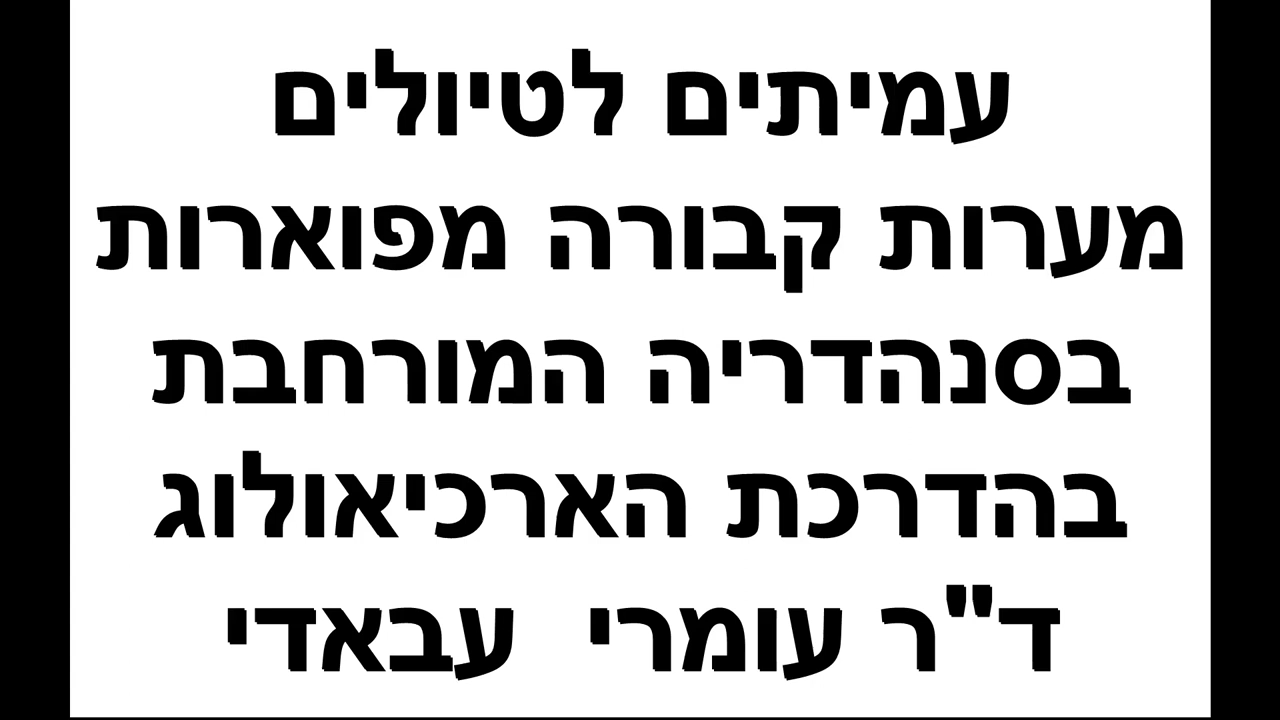 עמיתים לטיולים
מערות קבורה מפוארות
בסנהדריה המורחבת
בהדרכת הארכיאולוג
ד"ר עומרי עבאדי